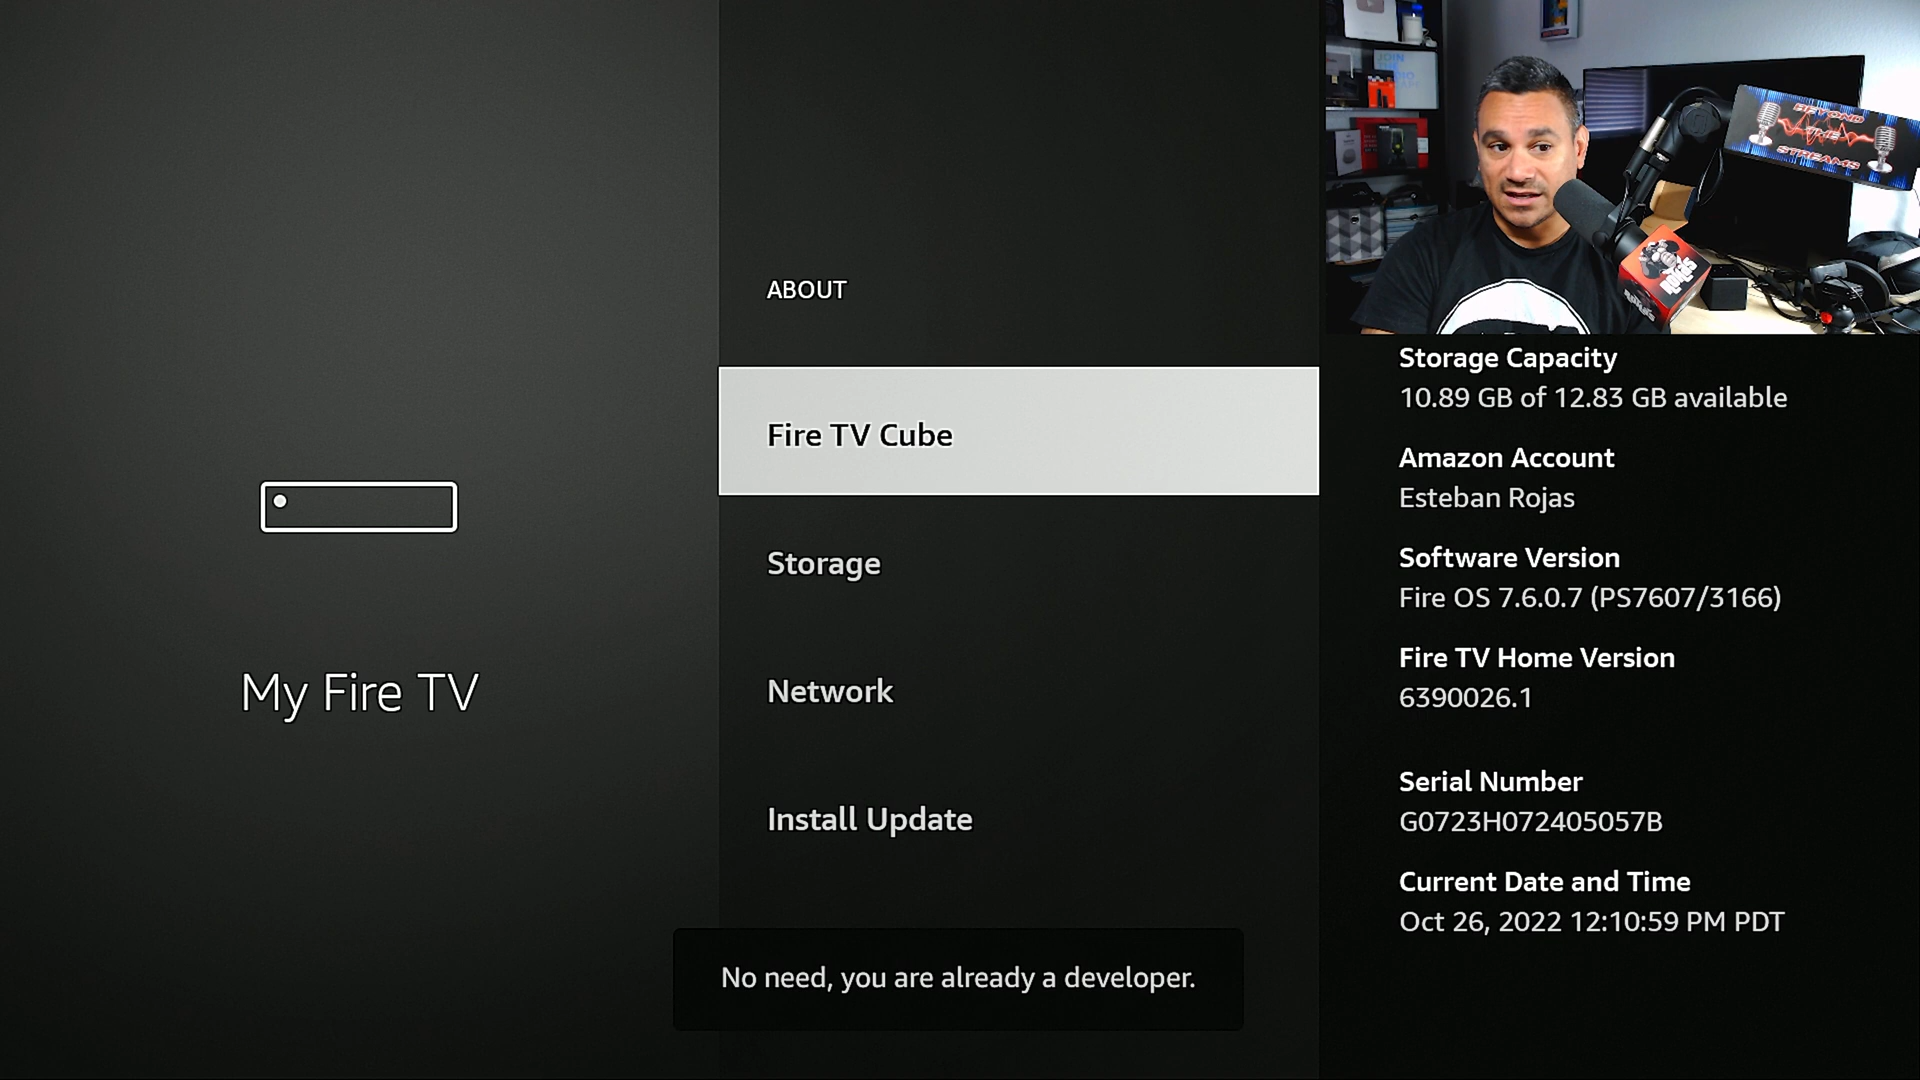 ABOUT
Fire TV Cube
Storage
Network
Install Update
My Fire TV
BEYOND
THE
STREAMS
Storage Capacity
10.89 GB of 12.83 GB available
Amazon Account
Esteban Rojas
Software Version
Fire OS 7.6.0.7 (PS7607/3166)
Fire TV Home Version
6390026.1
Serial Number
G0723H072405057B
Current Date and Time
Oct 26, 2022 12:10:59 PM PDT
No need, you are already a developer.